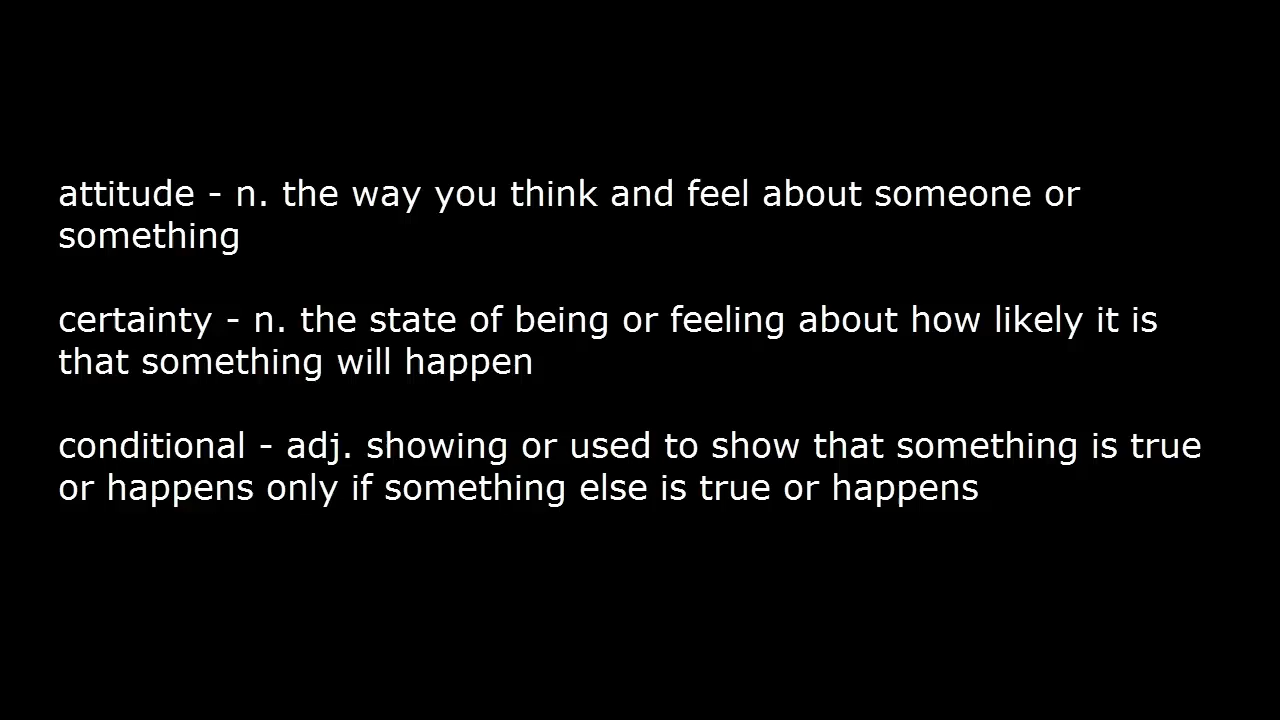 attitude - n. the way you think and feel about someone or
something
certainty - n. the state of being or feeling about how likely it is
that something will happen
conditional - adj. showing or used to show that something is true
or happens only if something else is true or happens